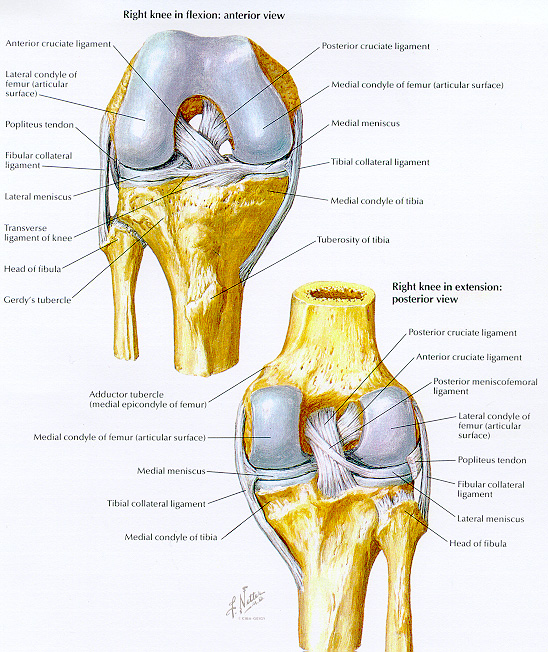 Right knee in flexion: anterior view
Anterior cruciate ligament
Posterior cruciate ligament
Lateral condyle of
femur (articular
surface)
Medial condyle of femur (articular surface)
Popliteus tendon
Medial meniscus
Fibular collateral
ligament
Tibial collateral ligament
Lateral meniscus
Medial condyle of tibia
Transverse
ligament of knee
Tuberosity of tibia
Head of fibula
Gerdy's tubercle
Right knee in extension:
posterior view
Posterior cruciate ligament
Anterior cruciate ligament
Posterior meniscofemoral
ligament
Adductor tubercle
(medial epicondyle of femur)
Lateral condyle of
femur (articular
surface)
Medial condyle of femur (articular surface)
Popliteus tendon
Medial meniscus
Fibular collateral
ligament
Tibial collateral ligament
Lateral meniscus
Medial condyle of tibia
Head of fibula
F. Netter